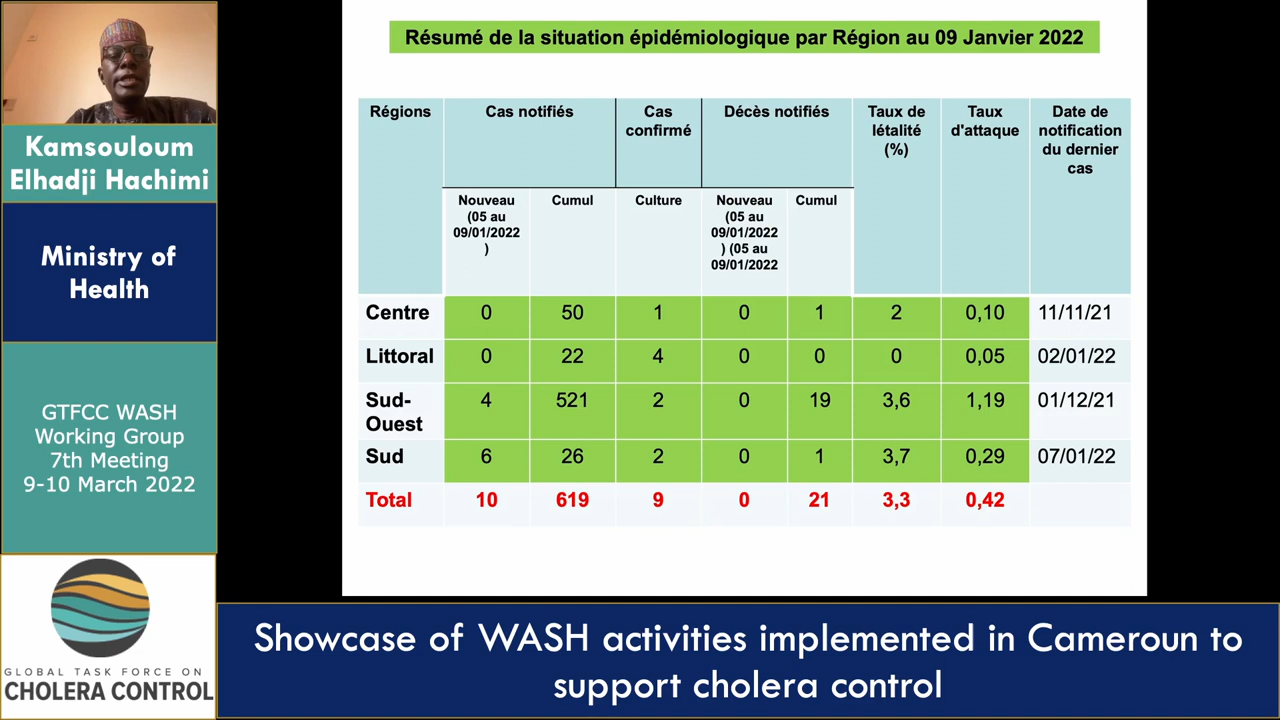 Kamsouloum
Elhadji Hachimi
Ministry of
Health
GTFCC WASH
Working Group
7th Meeting
9-10 March 2022
GLOBAL TASK FORCE ON
CHOLERA CONTROL
Résumé de la situation épidémiologique par Région au 09 Janvier 2022
Régions Cas notifiés Cas confirmé Décès notifiés Taux de létalité (%) Taux d'attaque Date de notification du dernier cas
Nouveau (05 au 09/01/2022 ) Cumul Culture Nouveau (05 au 09/01/2022 ) (05 au 09/01/2022 Cumul
Centre 0 50 1 0 1 2 0,10 11/11/21
Littoral 0 22 4 0 0 0 0,05 02/01/22
Sud-Ouest 4 521 2 0 19 3,6 1,19 01/12/21
Sud 6 26 2 0 1 3,7 0,29 07/01/22
Total 10 619 9 0 21 3,3 0,42
Showcase of WASH activities implemented in Cameroun to
support cholera control